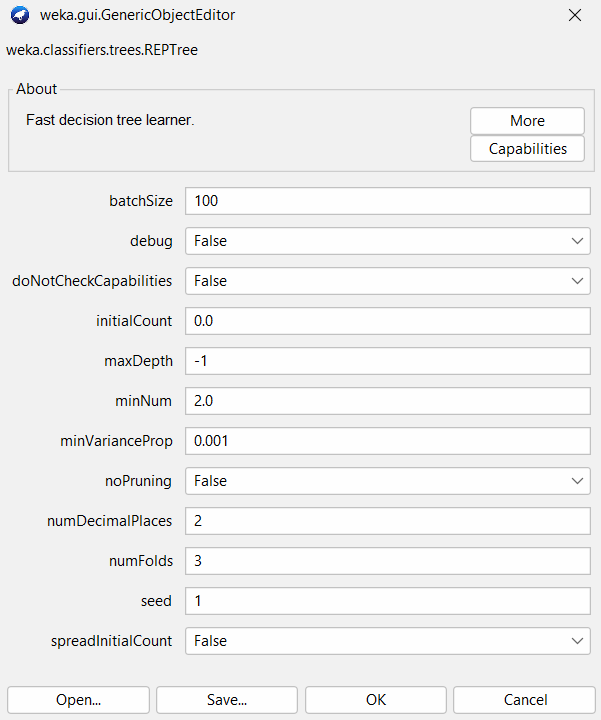 weka.gui.GenericObjectEditor
weka.classifiers.trees.REPTree
About
Fast decision tree learner.
More
Capabilities
batchSize 100
debug False
doNotCheckCapabilities False
initialCount 0.0
maxDepth -1
minNum 2.0
minVarianceProp 0.001
noPruning False
numDecimalPlaces 2
numFolds 3
seed 1
spreadInitialCount False
Open... Save... OK Cancel